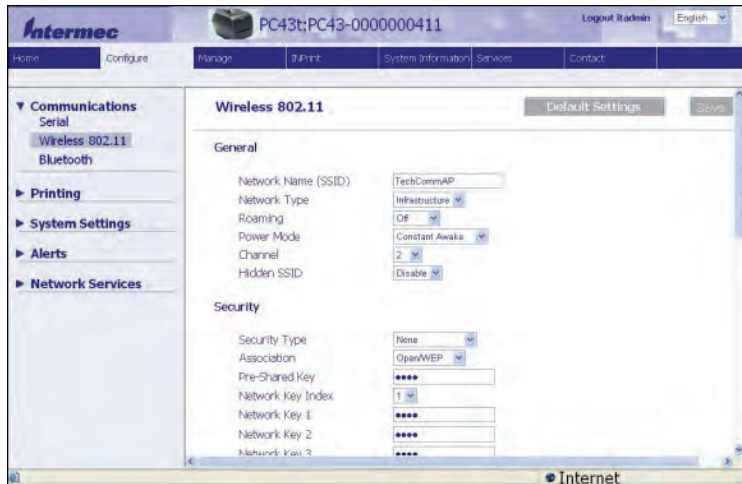 Intermec
PC43t:PC43-0000000411
Logout itadmin
English
Home Configure Manage INPrint System Information Services Contact
Communications
Serial
Wireless 802.11
Bluetooth
Printing
System Settings
Alerts
Network Services
Wireless 802.11
Default Settings
Save
General
Network Name (SSID) TechCommAP
Network Type Infrastructure
Roaming Off
Power Mode Constant Awake
Channel 2
Hidden SSID Disable
Security
Security Type None
Association Open/WEP
Pre-Shared Key ●●●●
Network Key Index 1
Network Key 1 ●●●●
Network Key 2 ●●●●
Network Key 3 ●●●●
Internet